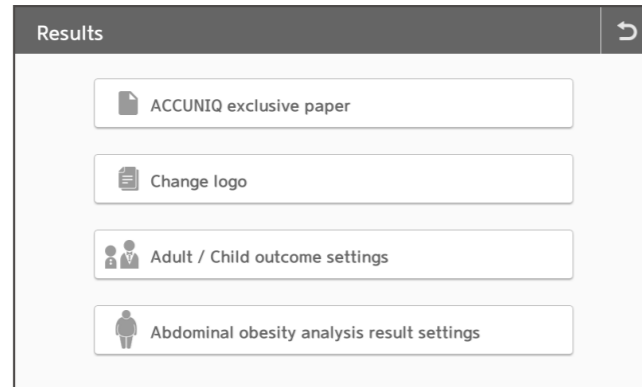 Results
ACCUNIQ exclusive paper
Change logo
Adult / Child outcome settings
Abdominal obesity analysis result settings